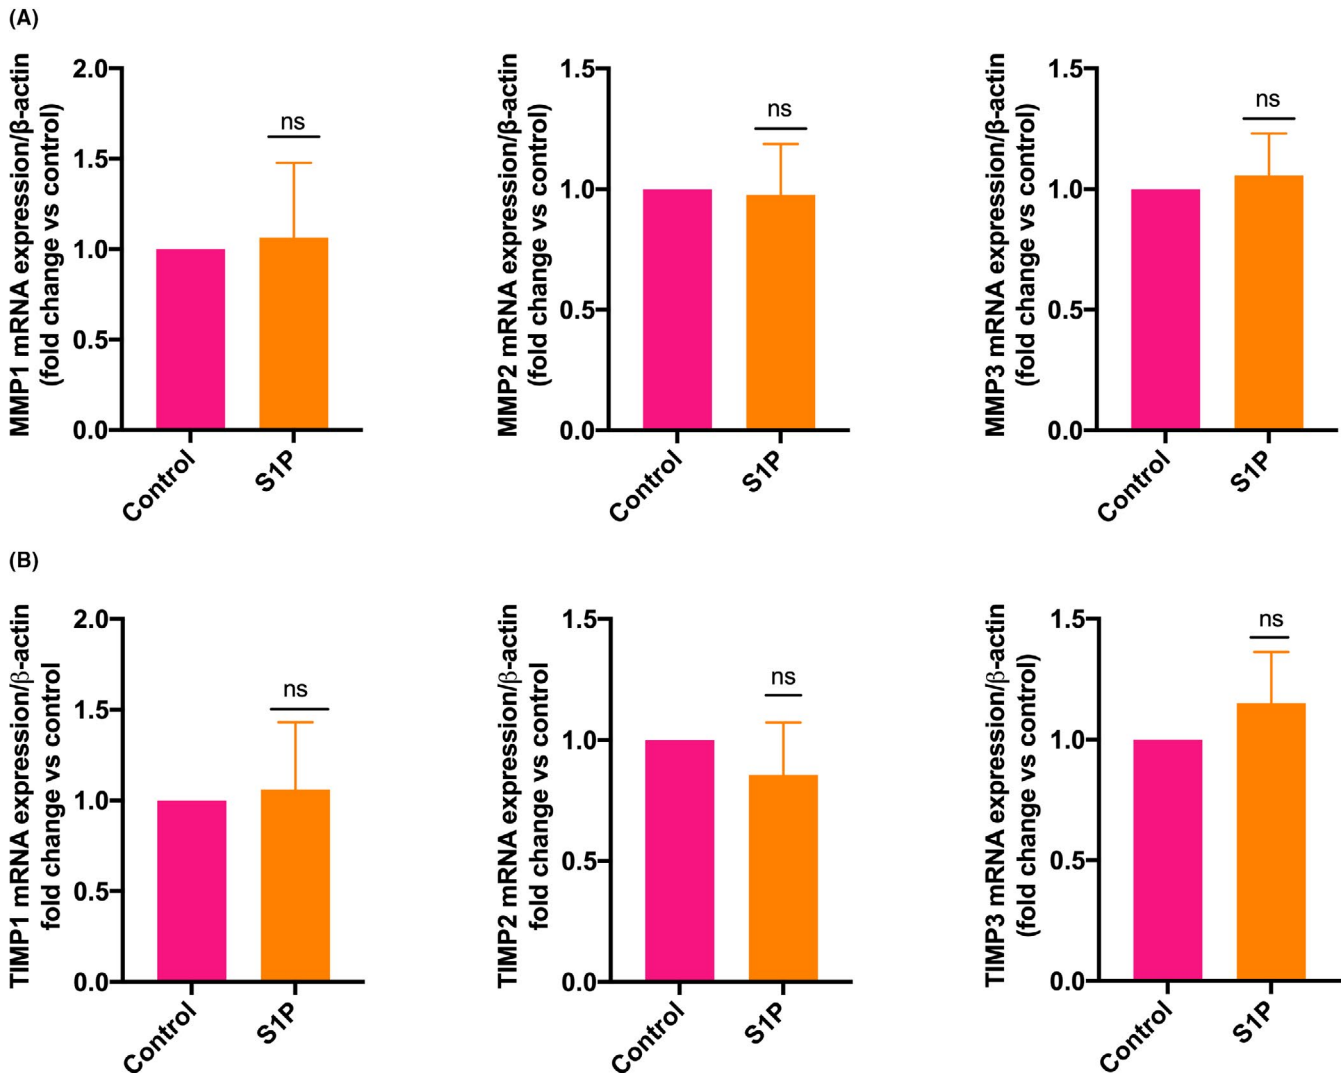 (A)
MMP1 mRNA expression/β-actin
(fold change vs control)
2.0
1.5
1.0
0.5
0.0
ns
Control
S1P
MMP2 mRNA expression/β-actin
(fold change vs control)
1.5
1.0
0.5
0.0
ns
Control
S1P
MMP3 mRNA expression/β-actin
(fold change vs control)
1.5
1.0
0.5
0.0
ns
Control
S1P
(B)
TIMP1 mRNA expression/β-actin
fold change vs control
2.0
1.5
1.0
0.5
0.0
ns
Control
S1P
TIMP2 mRNA expression/β-actin
fold change vs control
1.5
1.0
0.5
0.0
ns
Control
S1P
TIMP3 mRNA expression/β-actin
(fold change vs control)
1.5
1.0
0.5
0.0
ns
Control
S1P